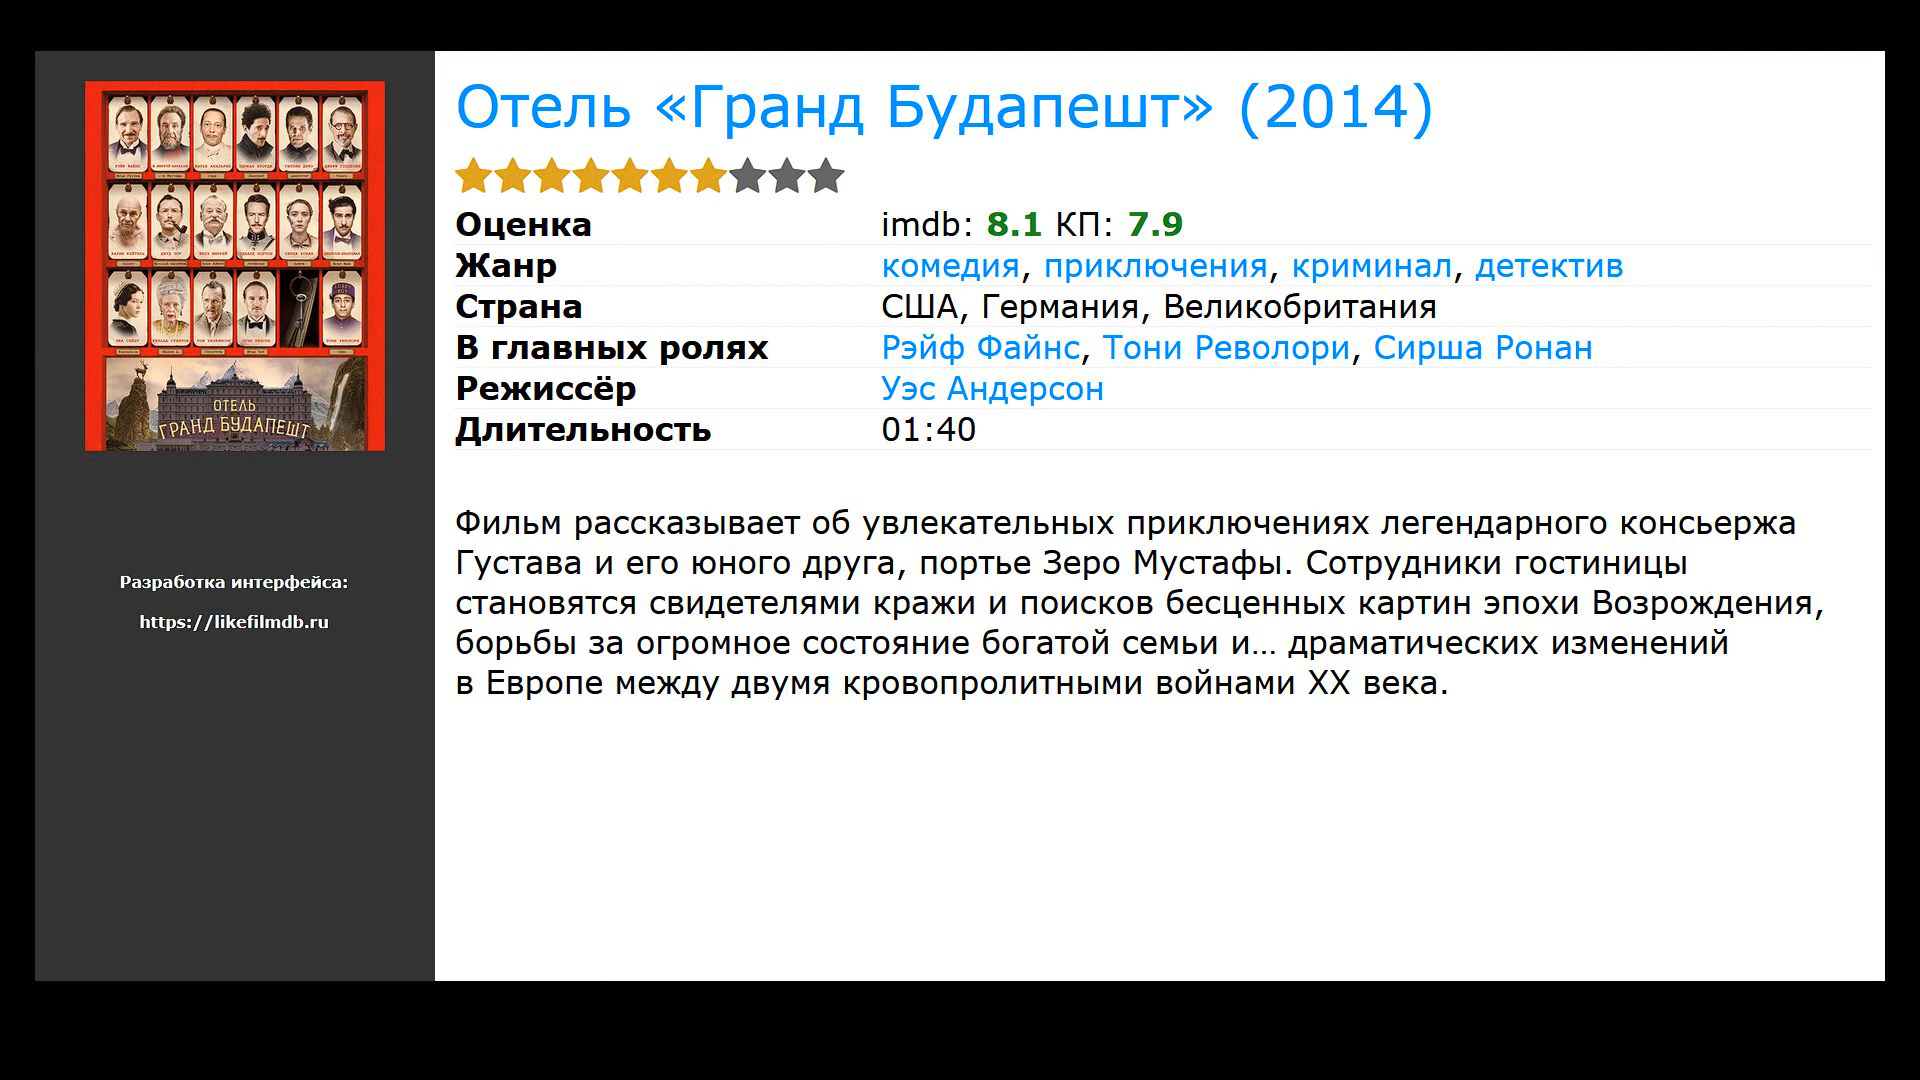 Отель «Гранд Будапешт» (2014)
Оценка imdb: 8.1 КП: 7.9
Жанр комедия, приключения, криминал, детектив
Страна США, Германия, Великобритания
В главных ролях Рэйф Файнс, Тони Револори, Сирша Ронан
Режиссёр Уэс Андерсон
Длительность 01:40
Фильм рассказывает об увлекательных приключениях легендарного консьержа
Густава и его юного друга, портье Зеро Мустафы. Сотрудники гостиницы
становятся свидетелями кражи и поисков бесценных картин эпохи Возрождения,
борьбы за огромное состояние богатой семьи и… драматических изменений
в Европе между двумя кровопролитными войнами XX века.
ОТЕЛЬ
ГРАНД БУДАПЕШТ
Разработка интерфейса:
https://likefilmdb.ru